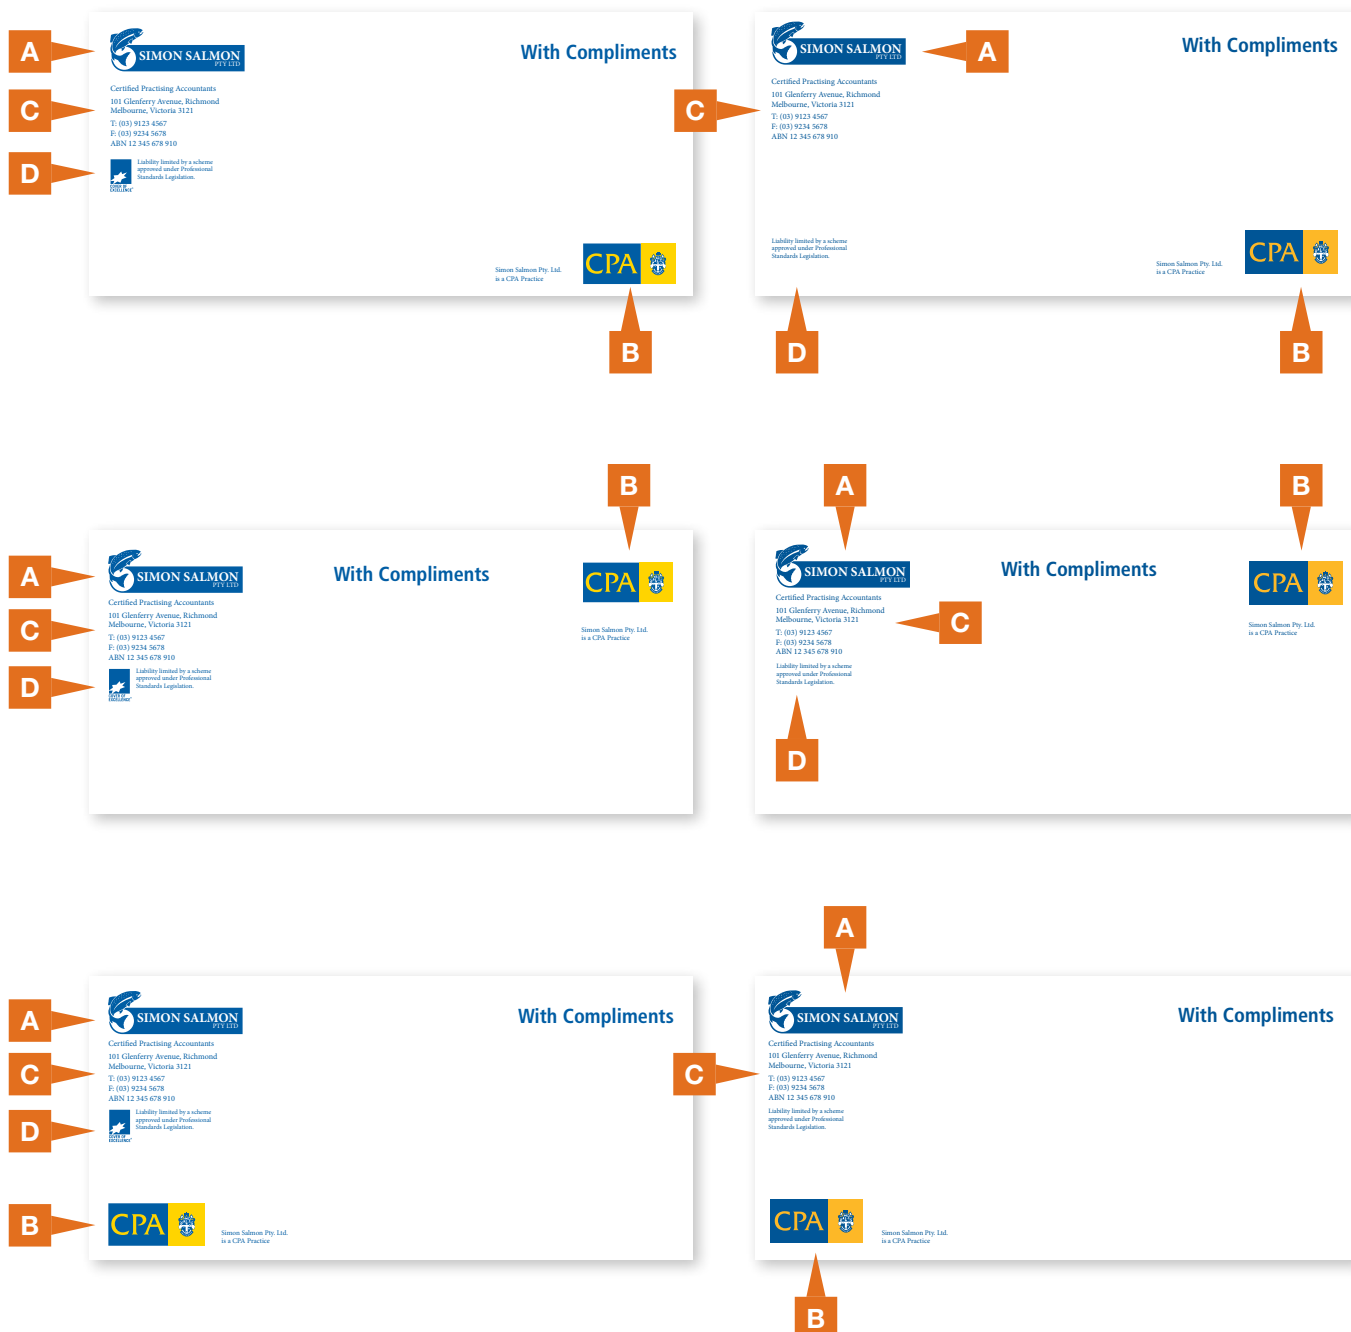 A
SIMON SALMON
PTY LTD
With Compliments
C
Certified Practising Accountants
101 Glenferry Avenue, Richmond
Melbourne, Victoria 3121
T: (03) 9123 4567
F: (03) 9234 5678
ABN 12 345 678 910
D
COVER OF
EXCELLENCE
Liability limited by a scheme
approved under Professional
Standards Legislation.
Simon Salmon Pty. Ltd.
is a CPA Practice
CPA
B
SIMON SALMON
PTY LTD
A
With Compliments
C
Certified Practising Accountants
101 Glenferry Avenue, Richmond
Melbourne, Victoria 3121
T: (03) 9123 4567
F: (03) 9234 5678
ABN 12 345 678 910
Liability limited by a scheme
approved under Professional
Standards Legislation.
Simon Salmon Pty. Ltd.
is a CPA Practice
CPA
D
B
B
A
SIMON SALMON
PTY LTD
With Compliments
CPA
C
Certified Practising Accountants
101 Glenferry Avenue, Richmond
Melbourne, Victoria 3121
T: (03) 9123 4567
F: (03) 9234 5678
ABN 12 345 678 910
Simon Salmon Pty. Ltd.
is a CPA Practice
D
COVER OF
EXCELLENCE
Liability limited by a scheme
approved under Professional
Standards Legislation.
A
B
SIMON SALMON
PTY LTD
With Compliments
CPA
Certified Practising Accountants
101 Glenferry Avenue, Richmond
Melbourne, Victoria 3121
T: (03) 9123 4567
F: (03) 9234 5678
ABN 12 345 678 910
C
Simon Salmon Pty. Ltd.
is a CPA Practice
Liability limited by a scheme
approved under Professional
Standards Legislation.
D
A
SIMON SALMON
PTY LTD
With Compliments
C
Certified Practising Accountants
101 Glenferry Avenue, Richmond
Melbourne, Victoria 3121
T: (03) 9123 4567
F: (03) 9234 5678
ABN 12 345 678 910
D
COVER OF
EXCELLENCE
Liability limited by a scheme
approved under Professional
Standards Legislation.
B
CPA
Simon Salmon Pty. Ltd.
is a CPA Practice
A
SIMON SALMON
PTY LTD
With Compliments
C
Certified Practising Accountants
101 Glenferry Avenue, Richmond
Melbourne, Victoria 3121
T: (03) 9123 4567
F: (03) 9234 5678
ABN 12 345 678 910
Liability limited by a scheme
approved under Professional
Standards Legislation.
CPA
Simon Salmon Pty. Ltd.
is a CPA Practice
B